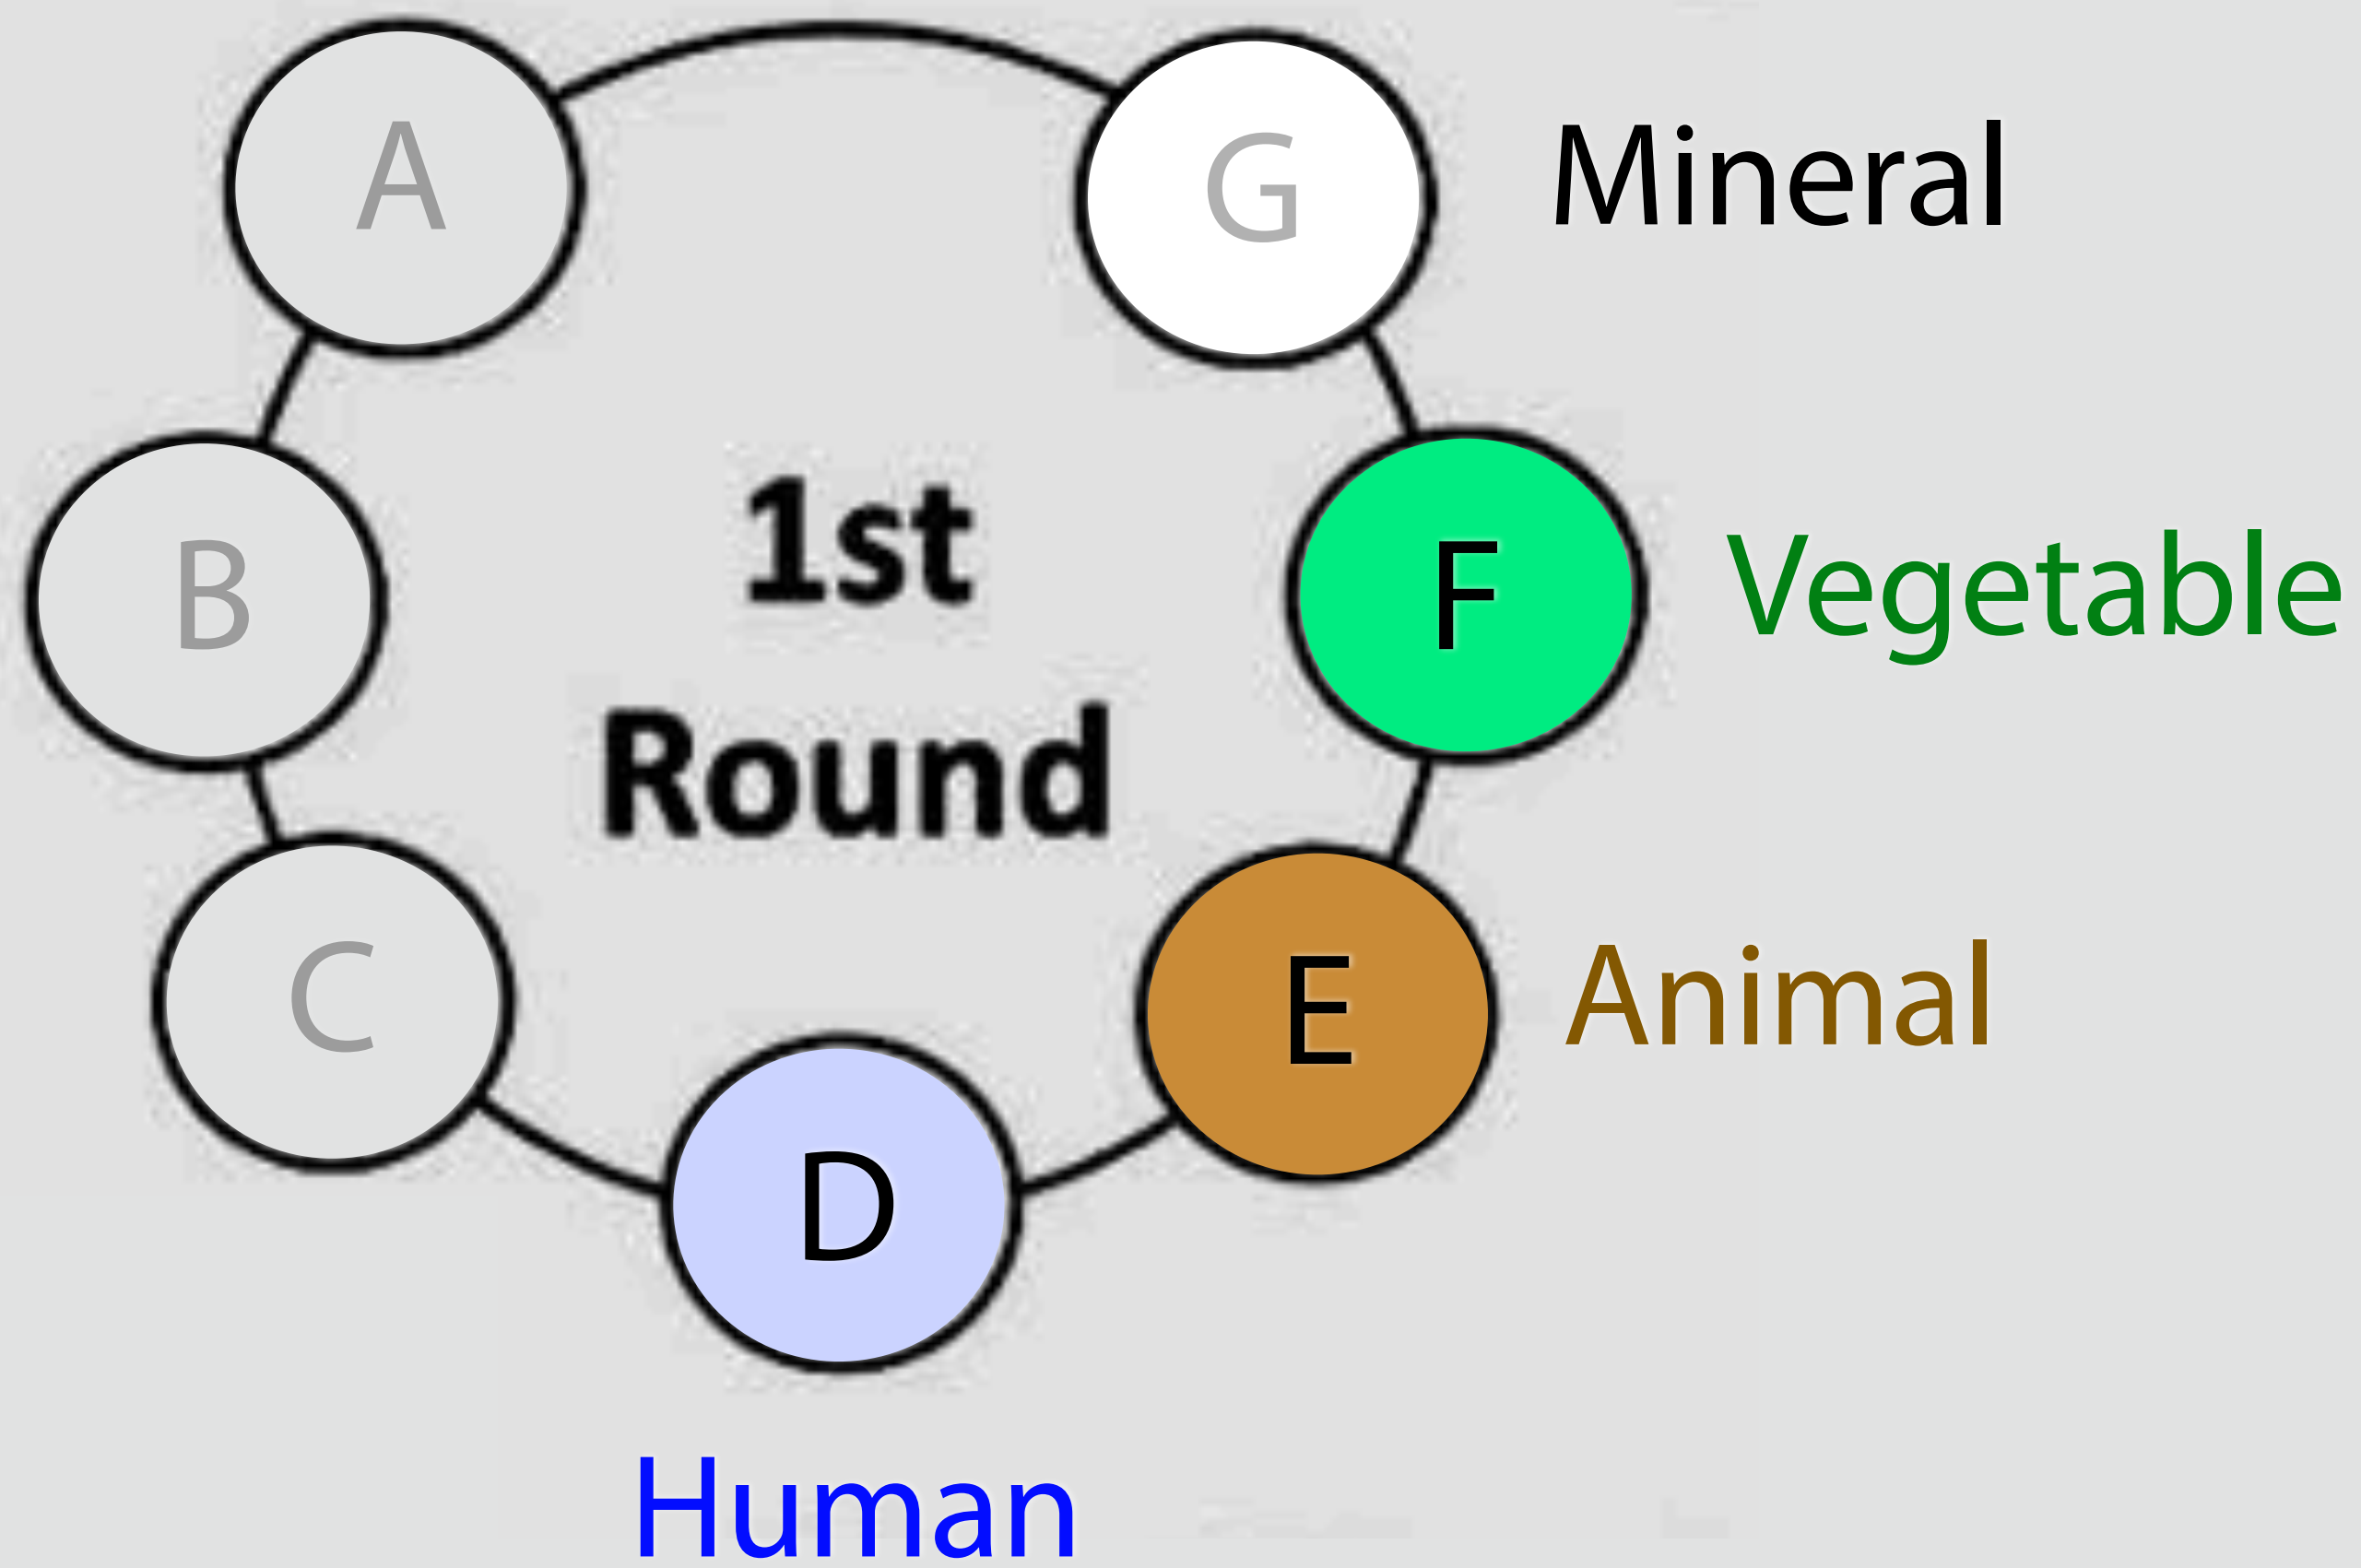 A
G
Mineral
B
1st
Round
F
Vegetable
C
E
Animal
D
Human